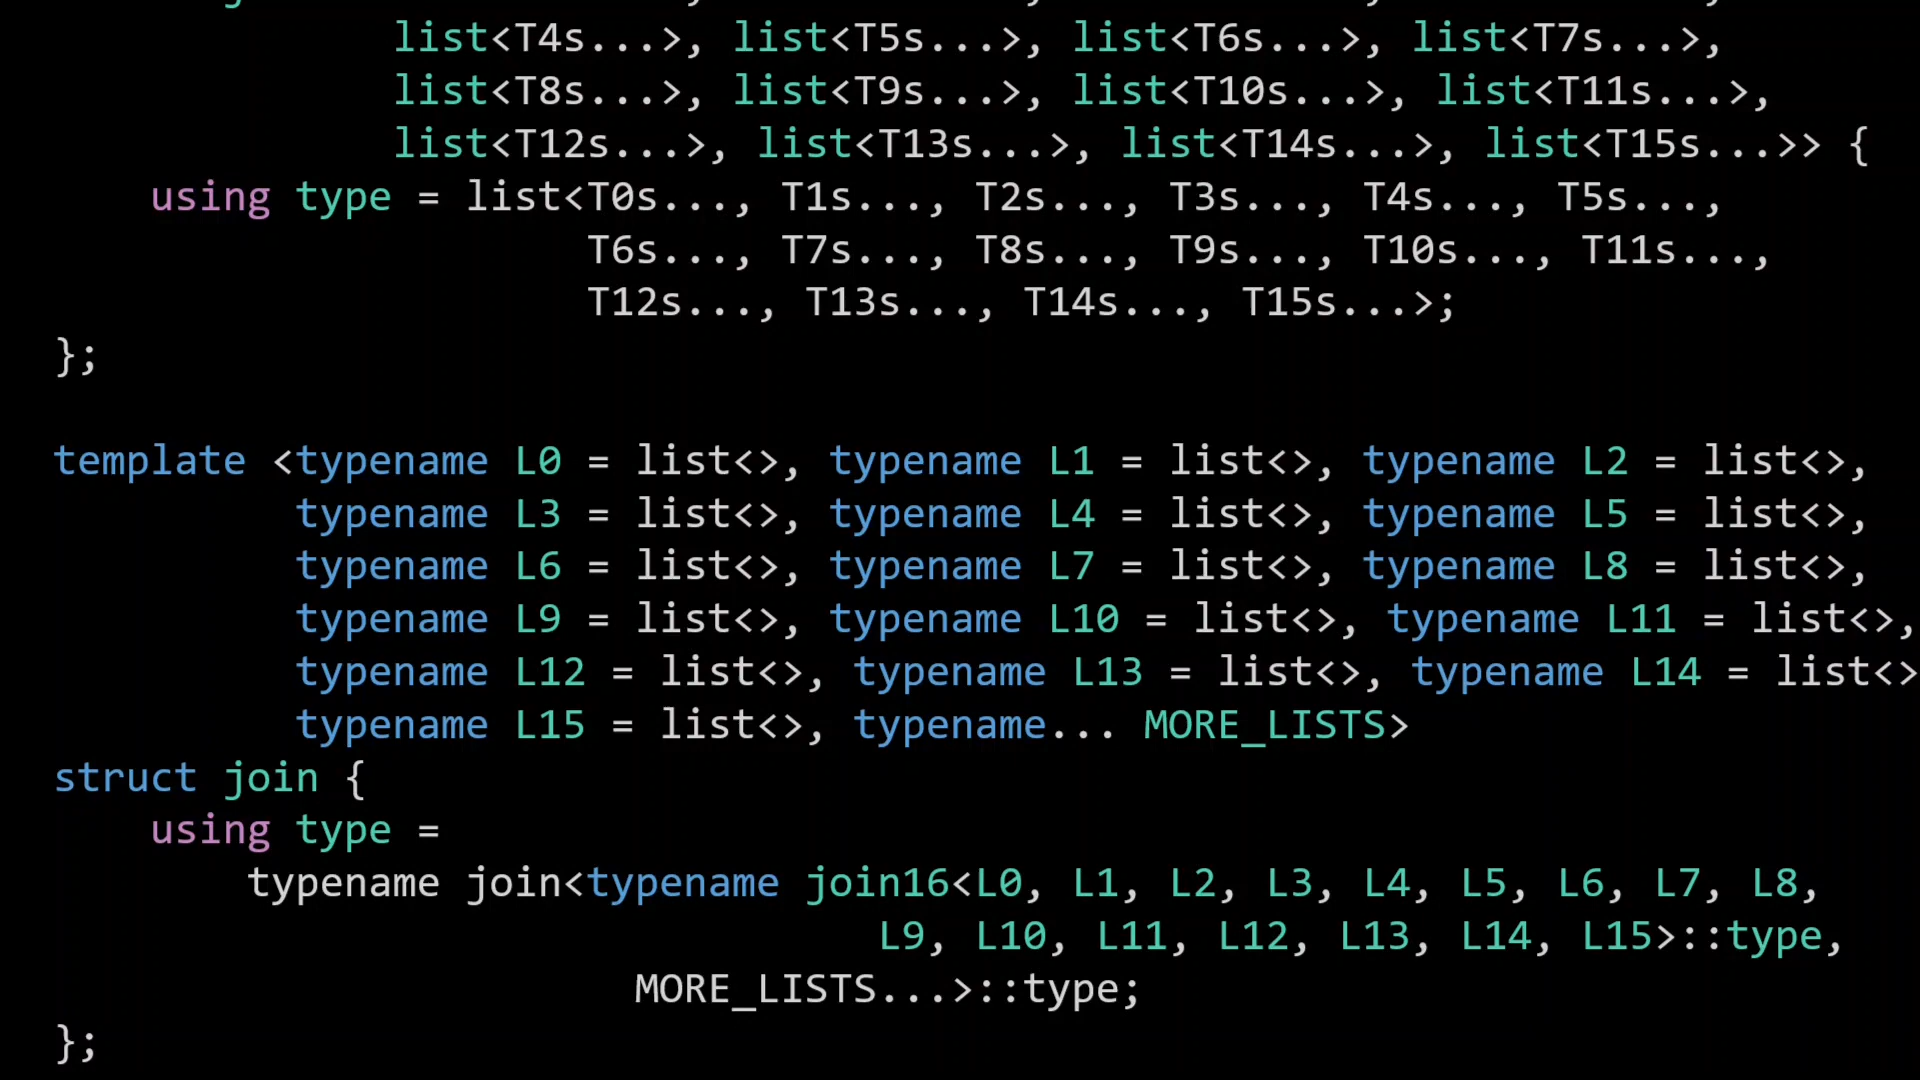 list<T4s...>, list<T5s...>, list<T6s...>, list<T7s...>,
list<T8s...>, list<T9s...>, list<T10s...>, list<T11s...>,
list<T12s...>, list<T13s...>, list<T14s...>, list<T15s...>> {
using type = list<T0s..., T1s..., T2s..., T3s..., T4s..., T5s...,
T6s..., T7s..., T8s..., T9s..., T10s..., T11s...,
T12s..., T13s..., T14s..., T15s...>;
};
template <typename L0 = list<>, typename L1 = list<>, typename L2 = list<>,
typename L3 = list<>, typename L4 = list<>, typename L5 = list<>,
typename L6 = list<>, typename L7 = list<>, typename L8 = list<>,
typename L9 = list<>, typename L10 = list<>, typename L11 = list<>,
typename L12 = list<>, typename L13 = list<>, typename L14 = list<>
typename L15 = list<>, typename... MORE_LISTS>
struct join {
using type =
typename join<typename join16<L0, L1, L2, L3, L4, L5, L6, L7, L8,
L9, L10, L11, L12, L13, L14, L15>::type,
MORE_LISTS...>::type;
};